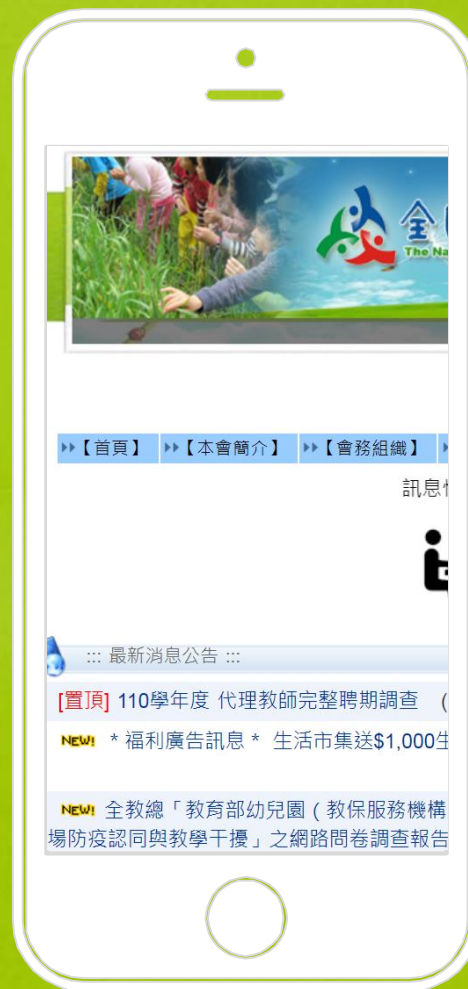 全
The Na
【首頁】 【本會簡介】 【會務組織】
訊息
::: 最新消息公告 :::
[置頂] 110學年度 代理教師完整聘期調查 (
NEW! * 福利廣告訊息 * 生活市集送$1,000生
NEW! 全教總「教育部幼兒園(教保服務機構
場防疫認同與教學干擾」之網路問卷調查報告